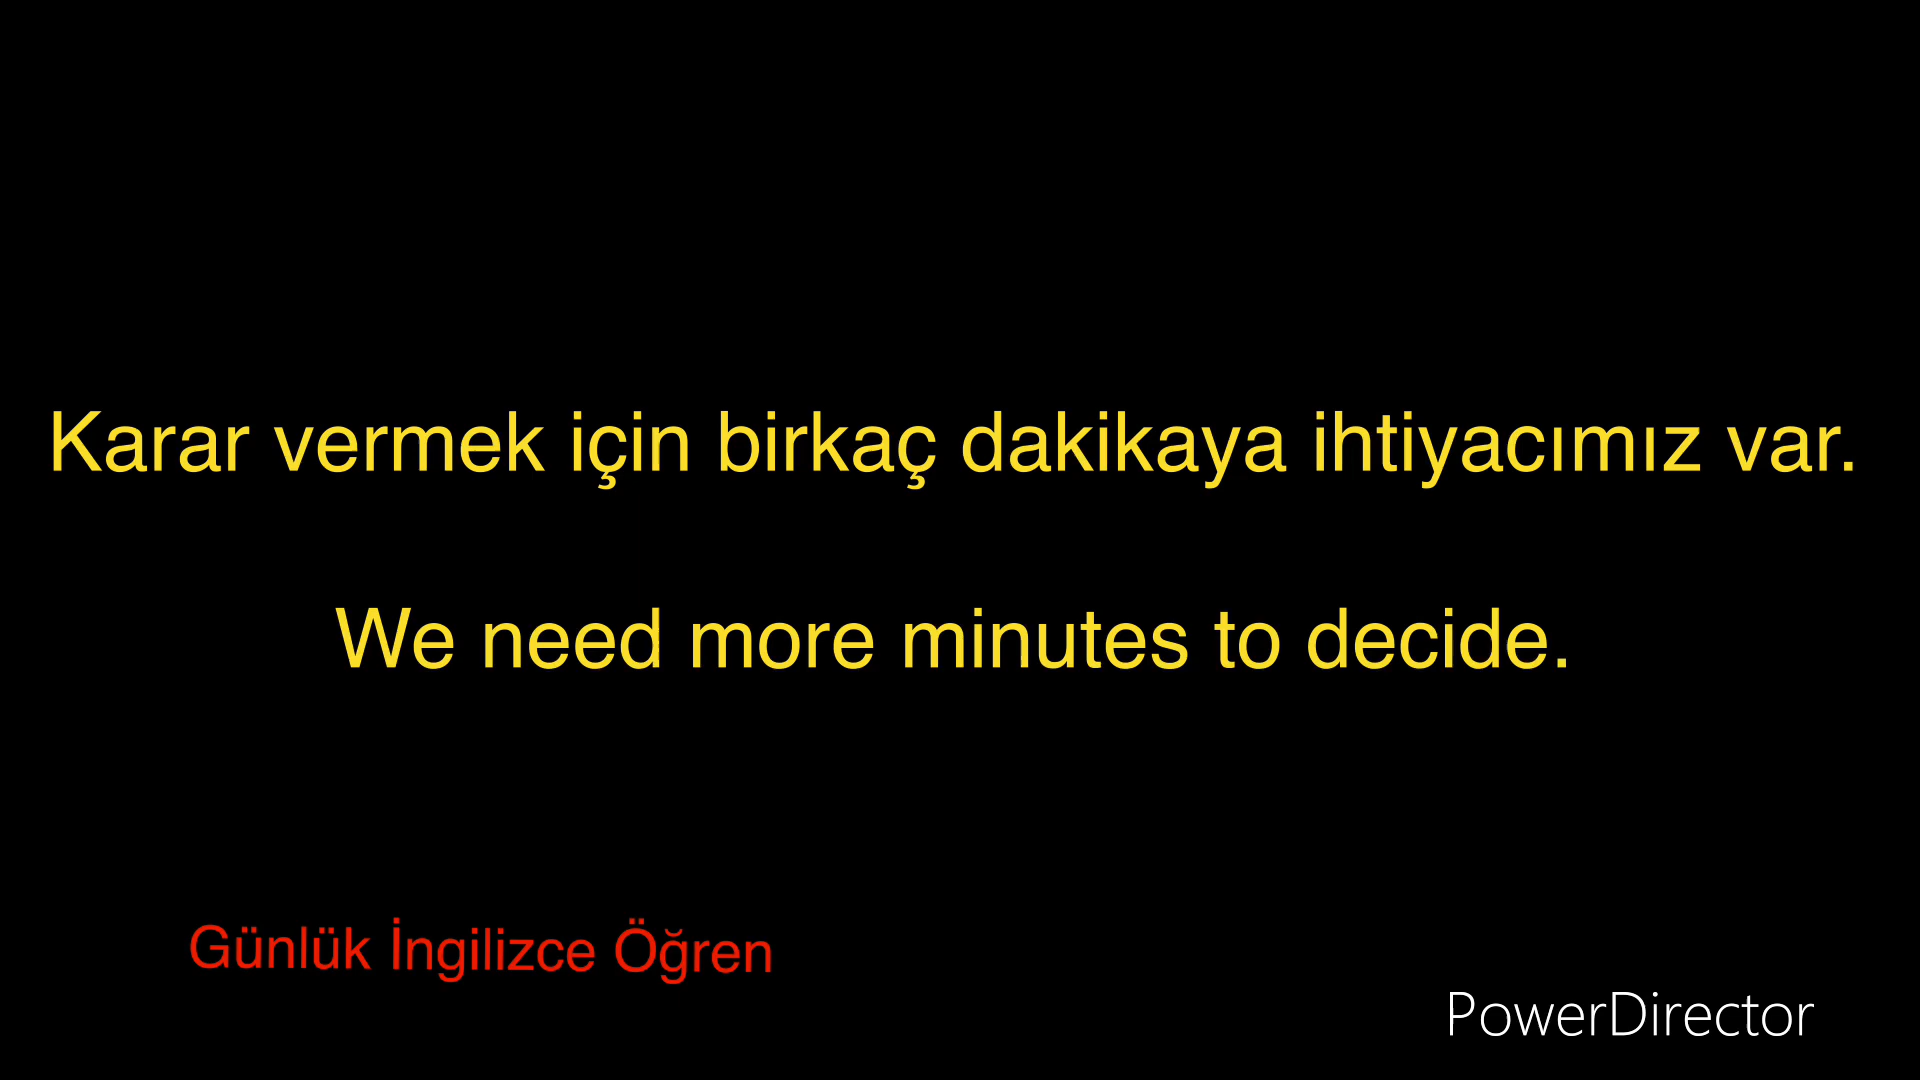 Karar vermek için birkaç dakikaya ihtiyacımız var.
We need more minutes to decide.
Günlük İngilizce Öğren
PowerDirector